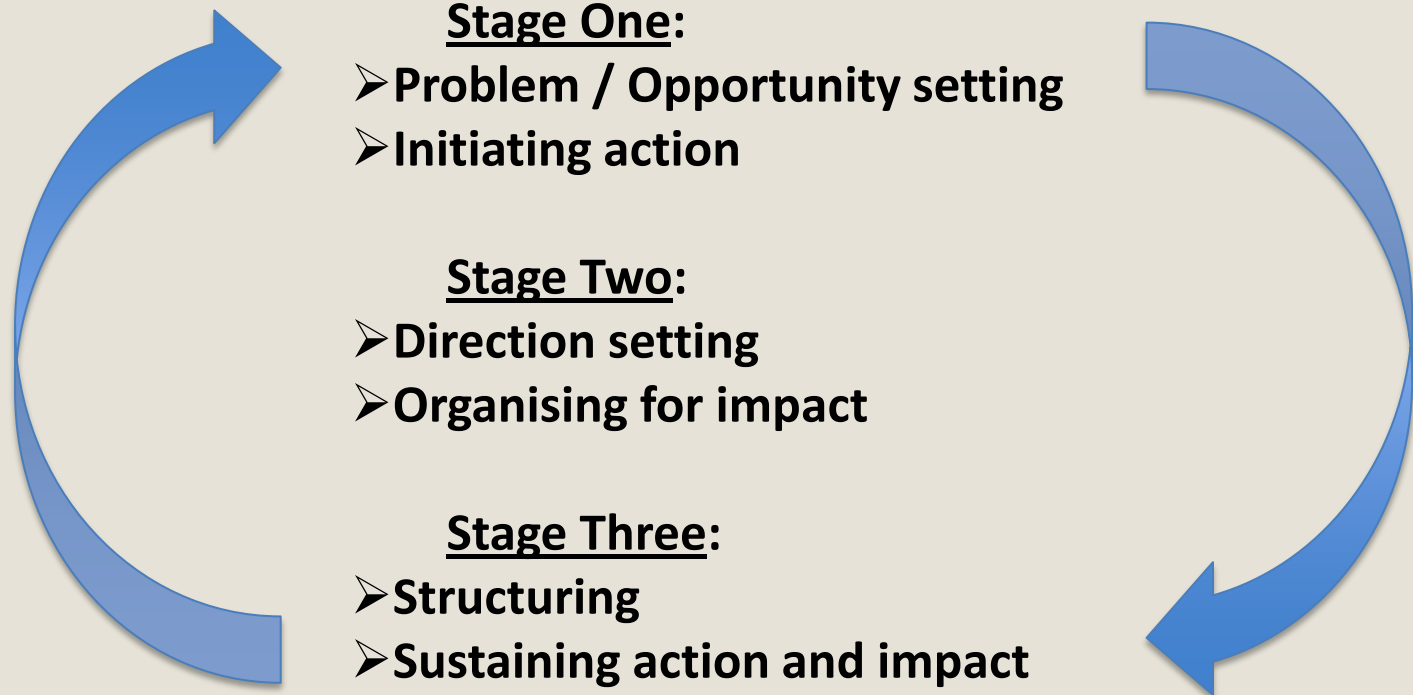 Stage One:
➢Problem / Opportunity setting
➢Initiating action
Stage Two:
➢Direction setting
➢Organising for impact
Stage Three:
➢Structuring
➢Sustaining action and impact